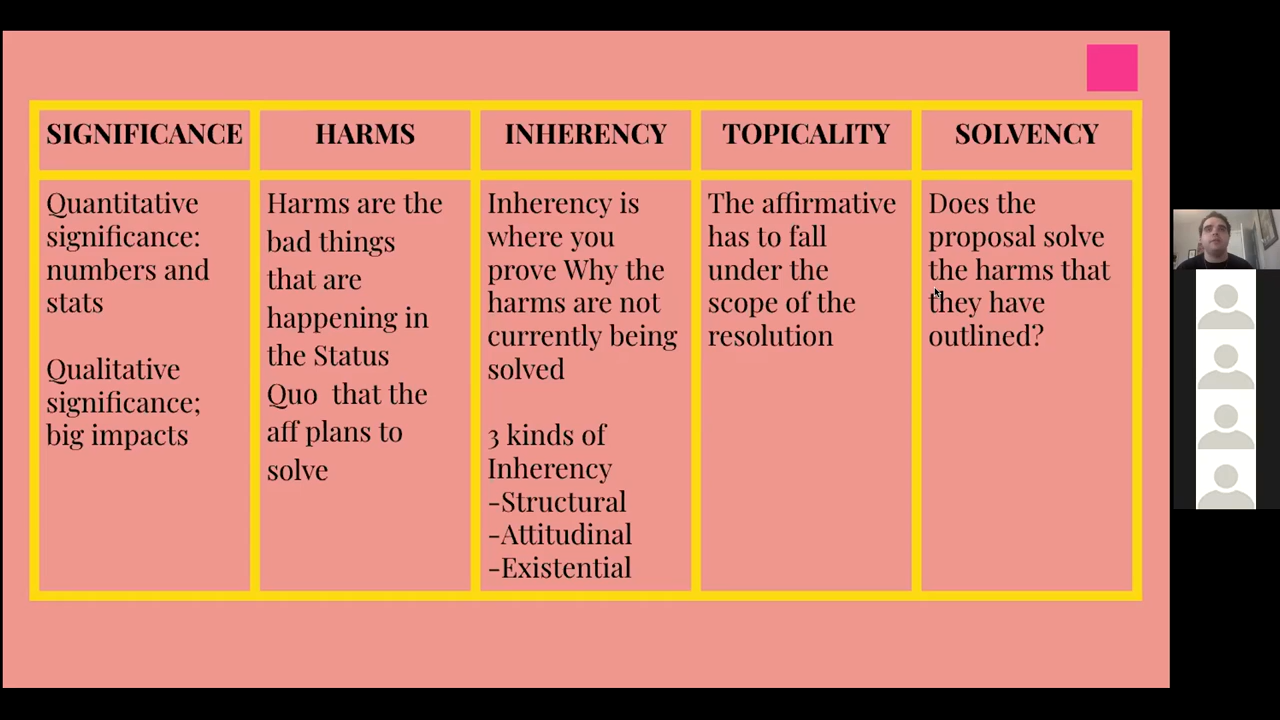 SIGNIFICANCE
HARMS
INHERENCY
TOPICALITY
SOLVENCY
Quantitative
significance:
numbers and
stats
Qualitative
significance;
big impacts
Harms are the
bad things
that are
happening in
the Status
Quo  that the
aff plans to
solve
Inherency is
where you
prove Why the
harms are not
currently being
solved
3 kinds of
Inherency
-Structural
-Attitudinal
-Existential
The affirmative
has to fall
under the
scope of the
resolution
Does the
proposal solve
the harms that
they have
outlined?